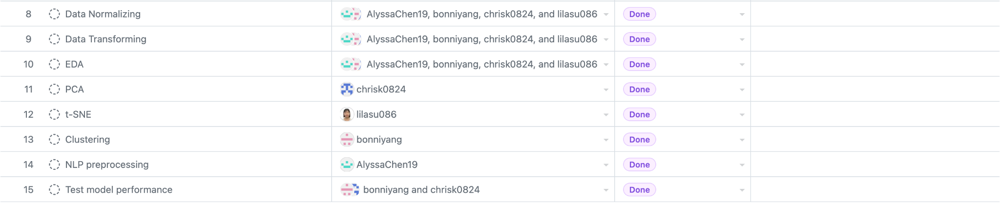 8 Data Normalizing AlyssaChen19, bonniyang, chrisk0824, and lilasu086 Done
9 Data Transforming AlyssaChen19, bonniyang, chrisk0824, and lilasu086 Done
10 EDA AlyssaChen19, bonniyang, chrisk0824, and lilasu086 Done
11 PCA chrisk0824 Done
12 t-SNE lilasu086 Done
13 Clustering bonniyang Done
14 NLP preprocessing AlyssaChen19 Done
15 Test model performance bonniyang and chrisk0824 Done